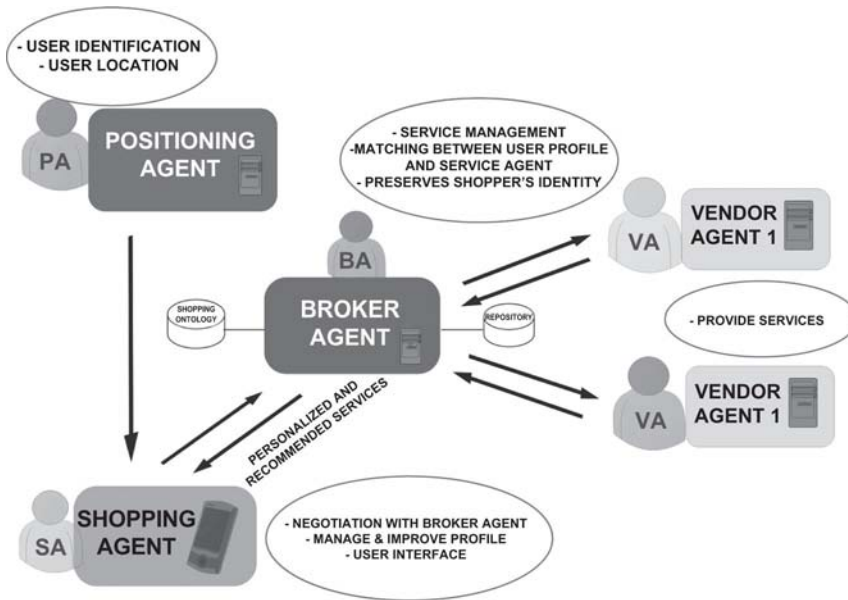 - USER IDENTIFICATION
- USER LOCATION
PA
POSITIONING
AGENT
- SERVICE MANAGEMENT
-MATCHING BETWEEN USER PROFILE
AND SERVICE AGENT
- PRESERVES SHOPPER'S IDENTITY
VA
VENDOR
AGENT 1
BA
BROKER
AGENT
SHOPPING
ONTOLOGY
REPOSITORY
- PROVIDE SERVICES
VA
VENDOR
AGENT 1
PERSONALIZED AND
RECOMMENDED SERVICES
SA
SHOPPING
AGENT
- NEGOTIATION WITH BROKER AGENT
- MANAGE & IMPROVE PROFILE
- USER INTERFACE